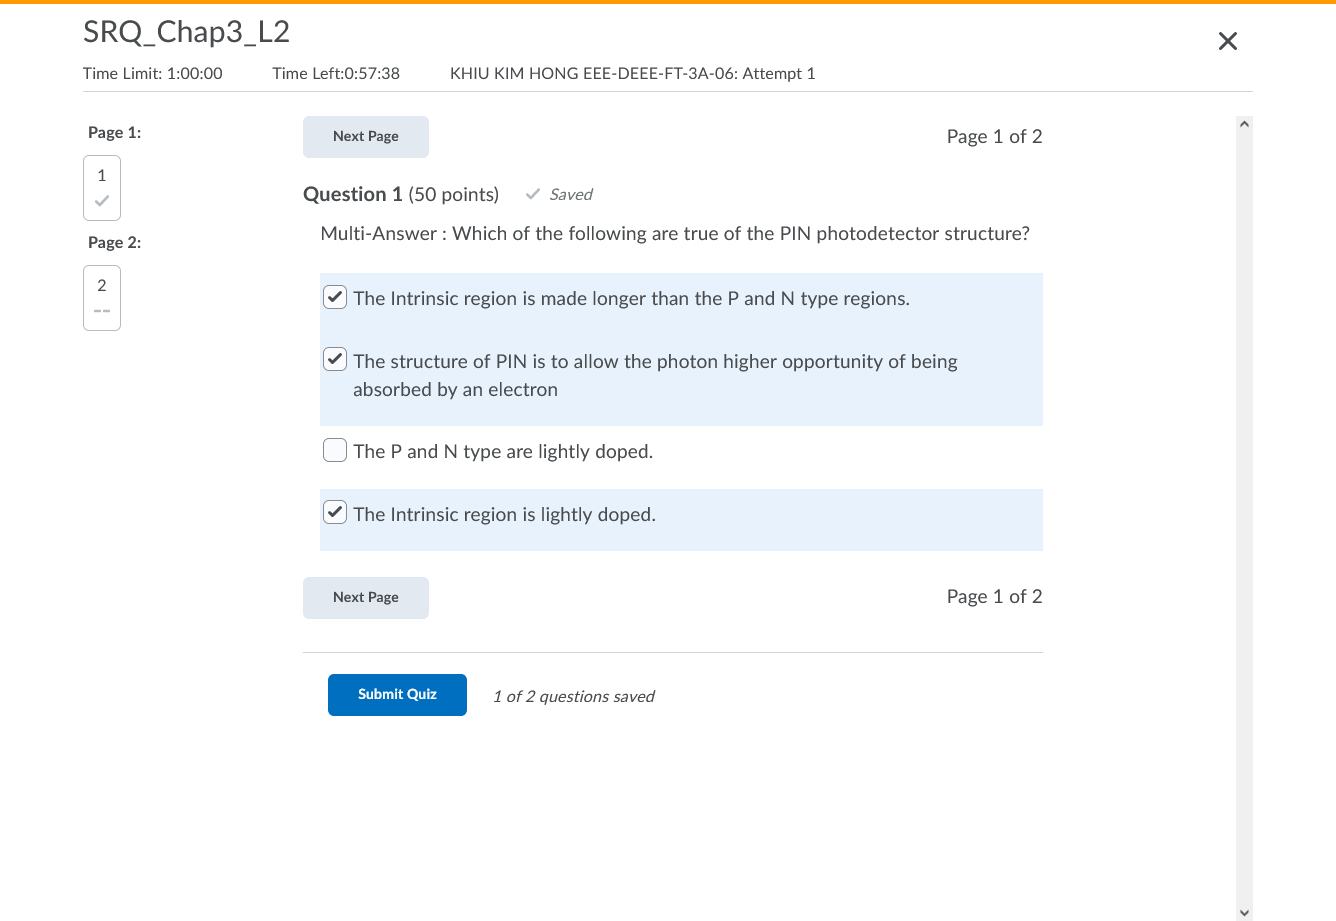 SRQ_Chap3_L2
Time Limit: 1:00:00 Time Left:0:57:38 KHIU KIM HONG EEE-DEEE-FT-3A-06: Attempt 1
Page 1:
1
Page 2:
2
--
Next Page Page 1 of 2
Question 1 (50 points) Saved
Multi-Answer : Which of the following are true of the PIN photodetector structure?
The Intrinsic region is made longer than the P and N type regions.
The structure of PIN is to allow the photon higher opportunity of being
absorbed by an electron
The P and N type are lightly doped.
The Intrinsic region is lightly doped.
Next Page Page 1 of 2
Submit Quiz 1 of 2 questions saved